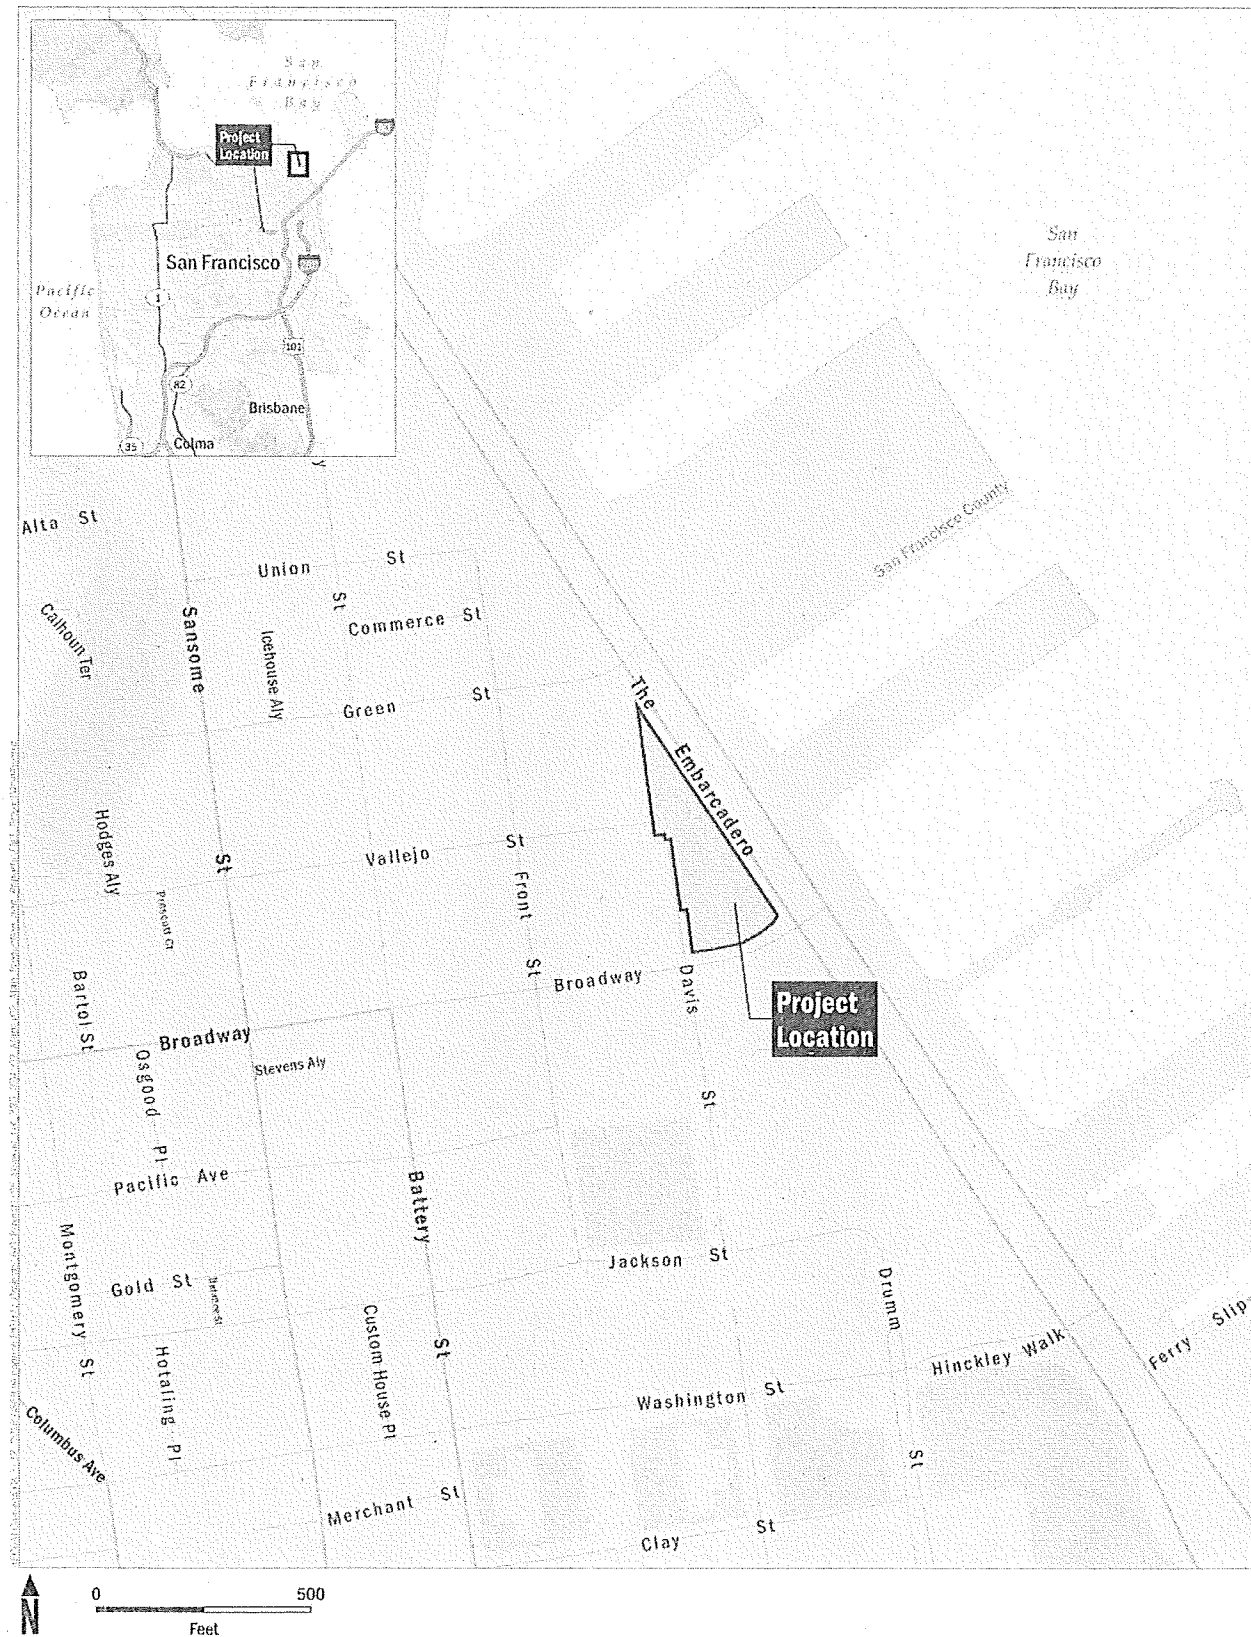 San
Francisco
Bay
Project
Location
San Francisco
Pacific
Ocean
1
101
82
Brisbane
35
Colma
San
Francisco
Bay
San Francisco County
y
Alta St
Union St
St
Commerce St
Calhoun Ter
Sansome
St
Icehouse Aly
Green St
The Embarcadero
Hodges Aly
Vallejo St
Front
St
Prescott Ct
Bartol St
Broadway
Davis
St
Project
Location
Broadway
Osgood Pl
Stevens Aly
Pacific Ave
Battery
St
Montgomery
St
Gold St
Jackson St
Drumm
St
Custom House Pl
Hotaling Pl
Hinckley Walk
Ferry Slip
Washington St
Columbus Ave
Merchant St
Clay St
N
0 500
Feet